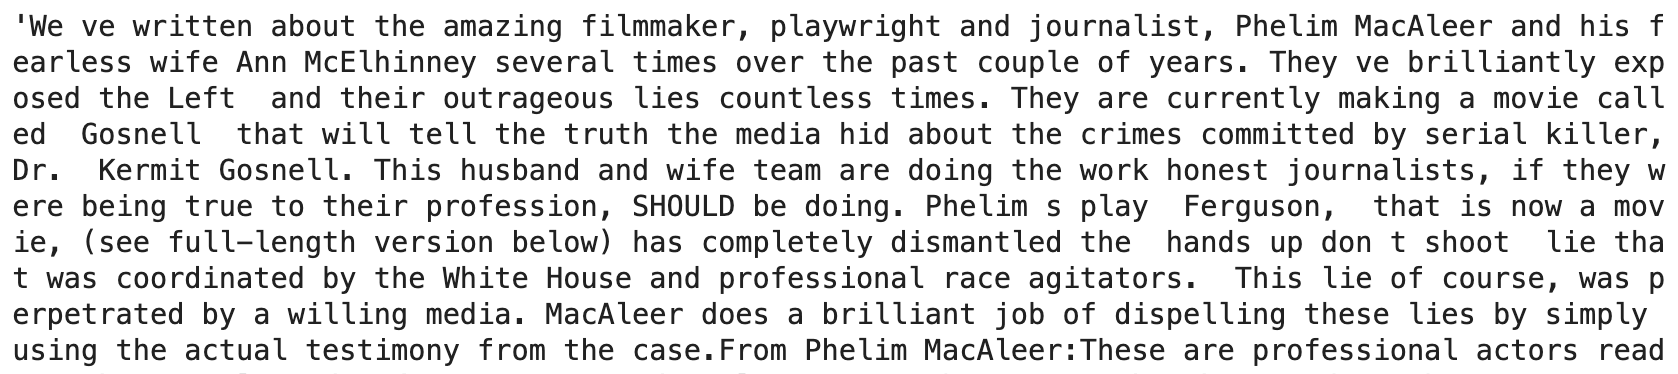 'We ve written about the amazing filmmaker, playwright and journalist, Phelim MacAleer and his f
earless wife Ann McElhinney several times over the past couple of years. They ve brilliantly exp
osed the Left  and their outrageous lies countless times. They are currently making a movie call
ed  Gosnell  that will tell the truth the media hid about the crimes committed by serial killer,
Dr.  Kermit Gosnell. This husband and wife team are doing the work honest journalists, if they w
ere being true to their profession, SHOULD be doing. Phelim s play  Ferguson,  that is now a mov
ie, (see full-length version below) has completely dismantled the  hands up don t shoot  lie tha
t was coordinated by the White House and professional race agitators.  This lie of course, was p
erpetrated by a willing media. MacAleer does a brilliant job of dispelling these lies by simply
using the actual testimony from the case.From Phelim MacAleer:These are professional actors read